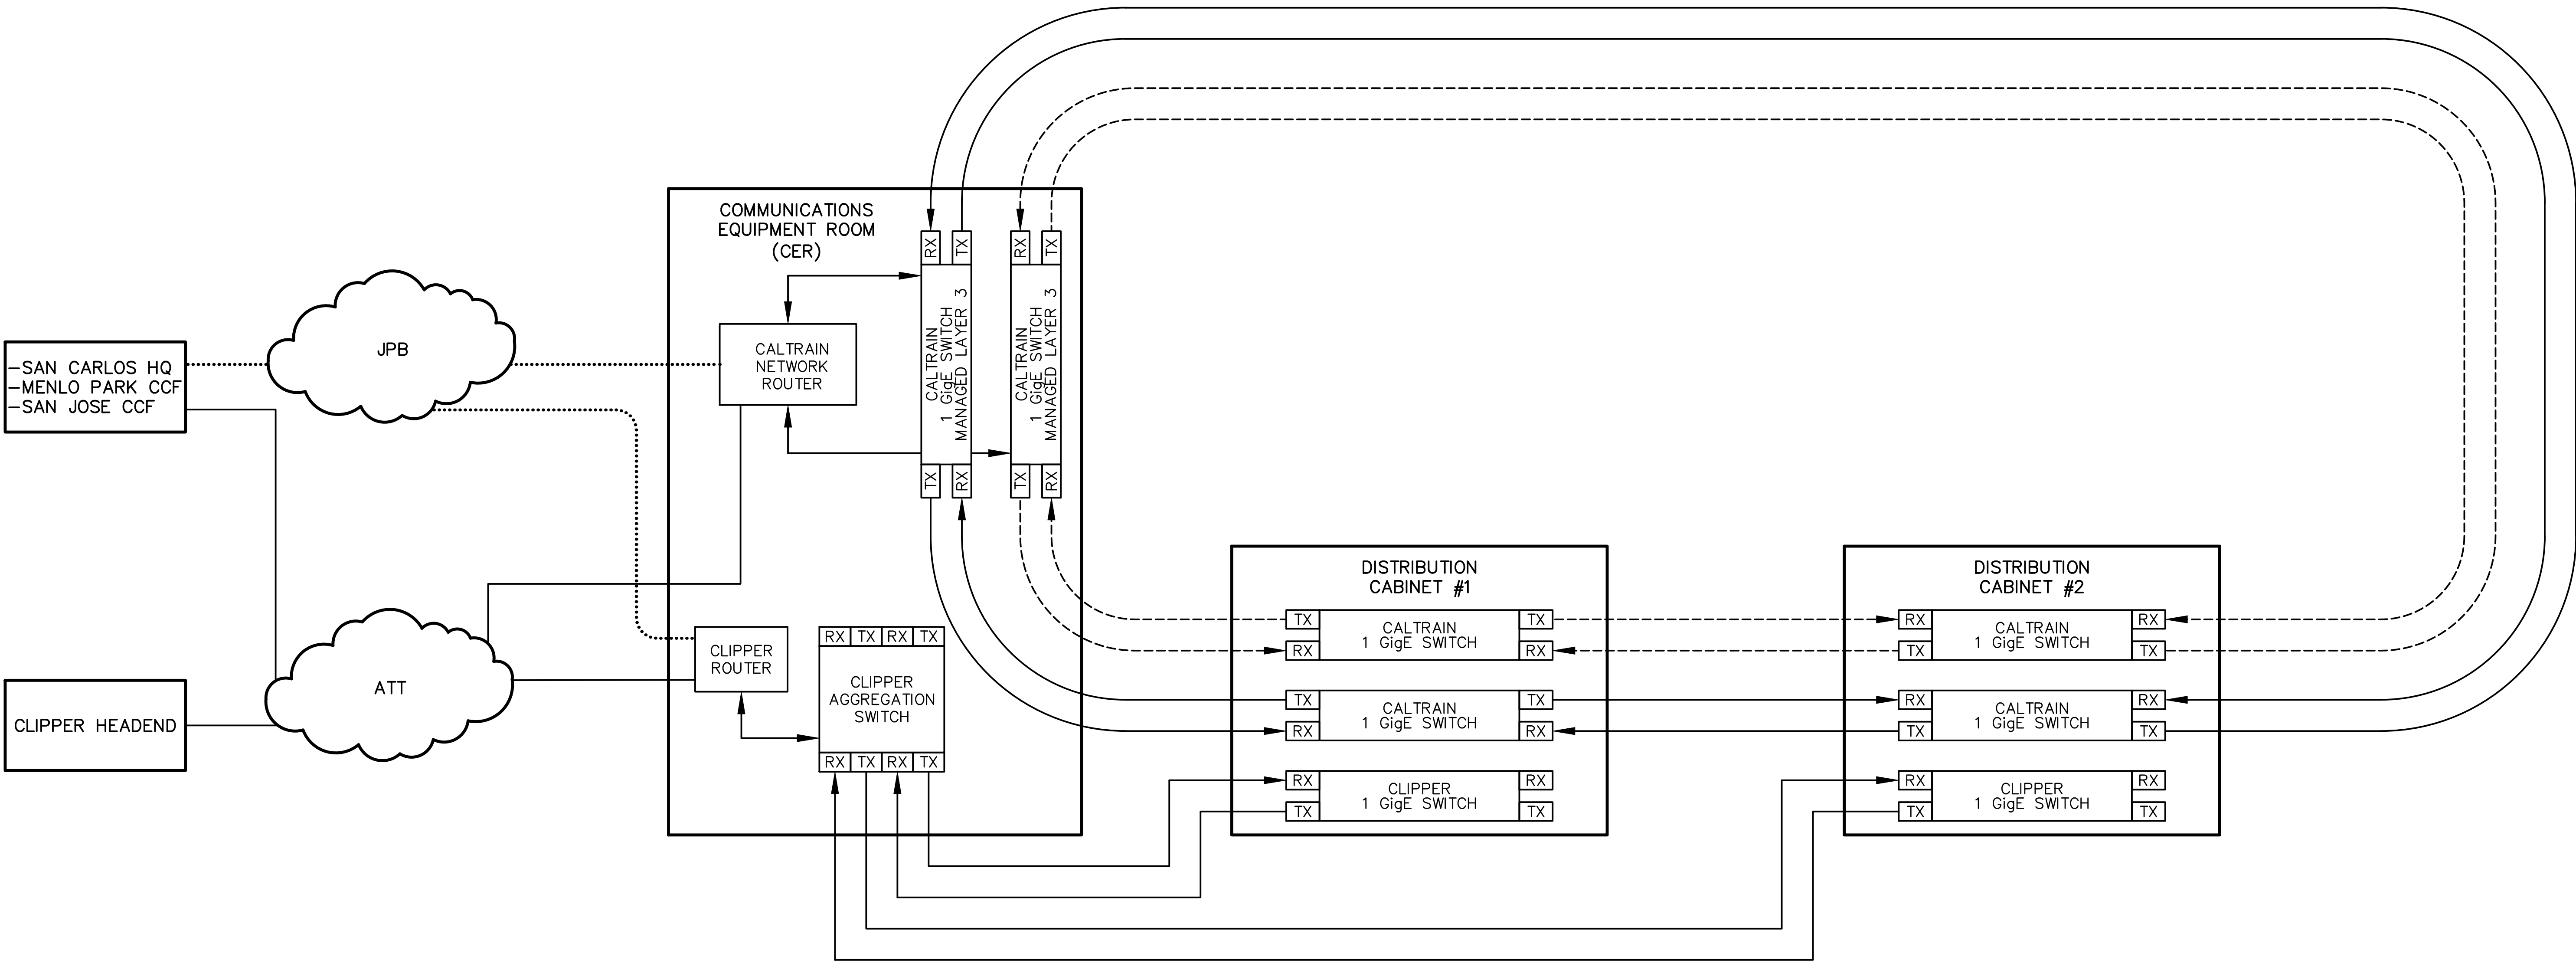 COMMUNICATIONS
EQUIPMENT ROOM
(CER)
-SAN CARLOS HQ
-MENLO PARK CCF
-SAN JOSE CCF
JPB
CLIPPER HEADEND
ATT
CALTRAIN
NETWORK
ROUTER
RX
TX
CALTRAIN
1 GigE SWITCH
MANAGED LAYER 3
TX
RX
RX
TX
CALTRAIN
1 GigE SWITCH
MANAGED LAYER 3
TX
RX
CLIPPER
ROUTER
RX TX RX TX
CLIPPER
AGGREGATION
SWITCH
RX TX RX TX
DISTRIBUTION
CABINET #1
TX
RX
CALTRAIN
1 GigE SWITCH
TX
RX
TX
RX
CALTRAIN
1 GigE SWITCH
TX
RX
RX
TX
CLIPPER
1 GigE SWITCH
RX
TX
DISTRIBUTION
CABINET #2
RX
TX
CALTRAIN
1 GigE SWITCH
RX
TX
RX
TX
CALTRAIN
1 GigE SWITCH
RX
TX
RX
TX
CLIPPER
1 GigE SWITCH
RX
TX